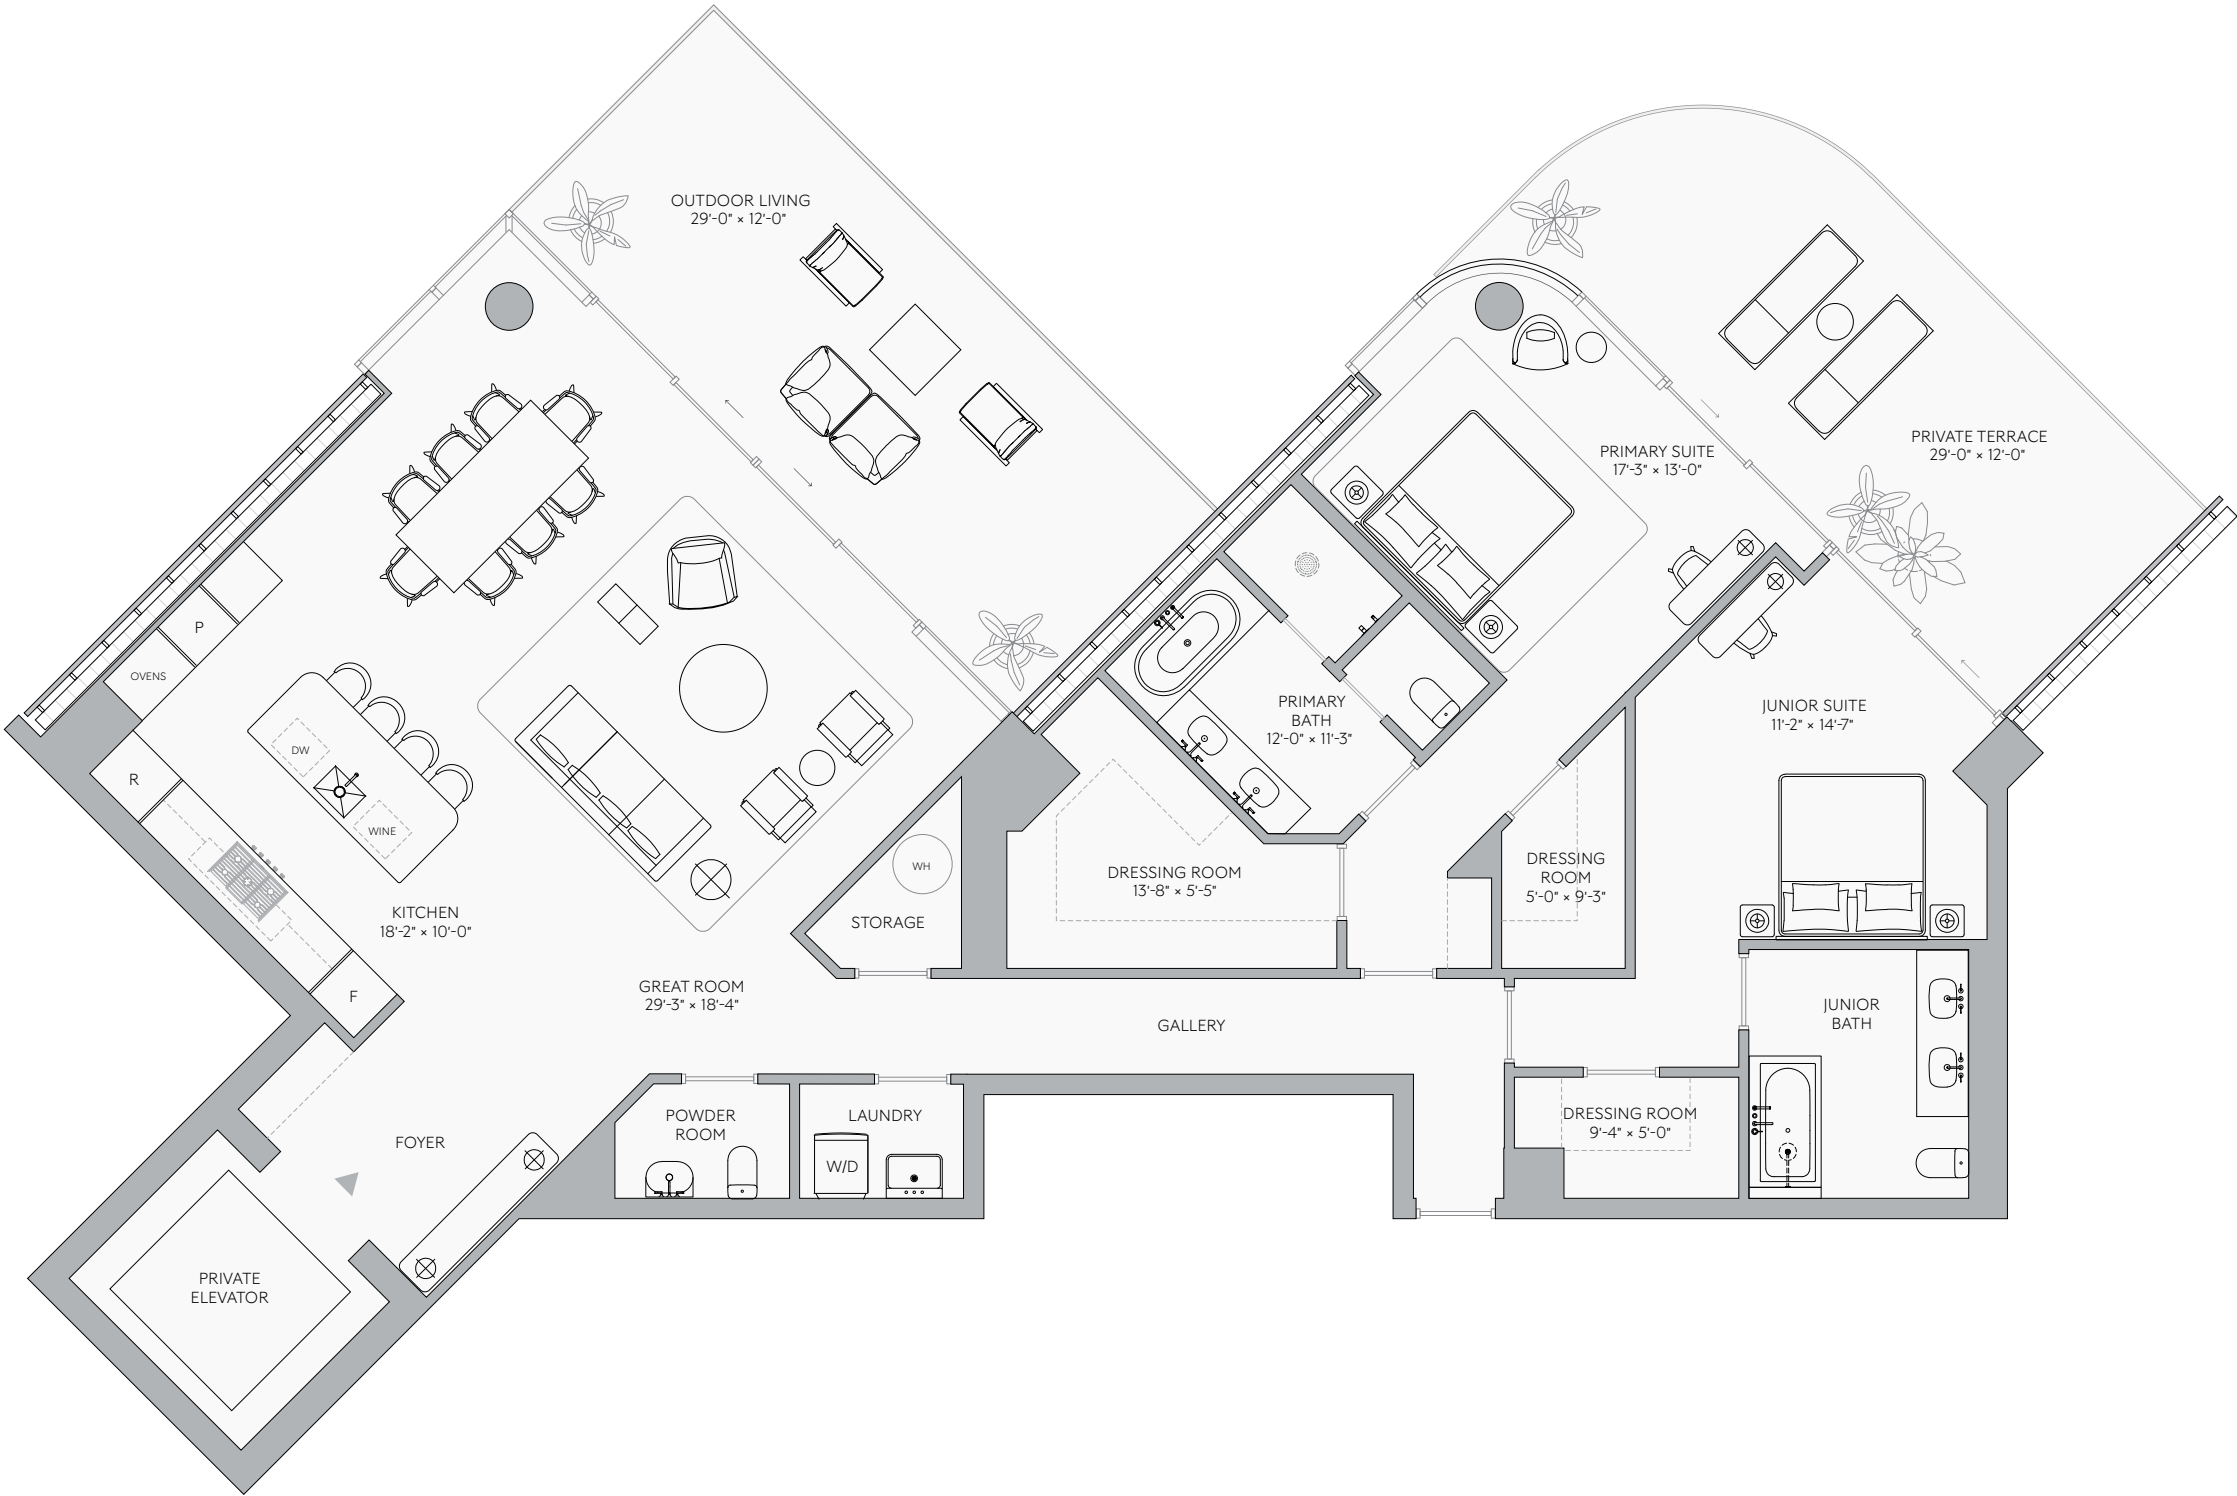 OUTDOOR LIVING
29'-0" × 12'-0"
PRIVATE TERRACE
29'-0" × 12'-0"
PRIMARY SUITE
17'-3" × 13'-0"
P
OVENS
JUNIOR SUITE
11'-2" × 14'-7"
PRIMARY
BATH
12'-0" × 11'-3"
DW
R
WINE
WH
DRESSING
ROOM
5'-0" × 9'-3"
DRESSING ROOM
13'-8" × 5'-5"
KITCHEN
18'-2" × 10'-0"
STORAGE
GREAT ROOM
29'-3" × 18'-4"
F
JUNIOR
BATH
GALLERY
POWDER
ROOM
LAUNDRY
DRESSING ROOM
9'-4" × 5'-0"
FOYER
W/D
PRIVATE
ELEVATOR